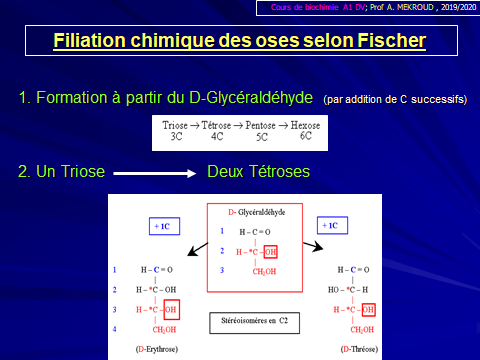 Cours de biochimie A1 DV; Prof A. MEKROUD , 2019/2020
Filiation chimique des oses selon Fischer
1. Formation à partir du D-Glycéraldéhyde (par addition de C successifs)
Triose → Tétrose → Pentose → Hexose
3C 4C 5C 6C
2. Un Triose → Deux Tétroses
D- Glycéraldéhyde
+ 1C
+ 1C
H – C = O
2 H – *C – OH
3 CH₂OH
1 H – C = O
2 H – *C – OH
3 H – *C – OH
4 CH₂OH
(D-Erythrose)
1 H – C = O
2 HO – *C – H
3 H – *C – OH
CH₂OH
(D-Thréose)
1
Stéréoisomères en C2